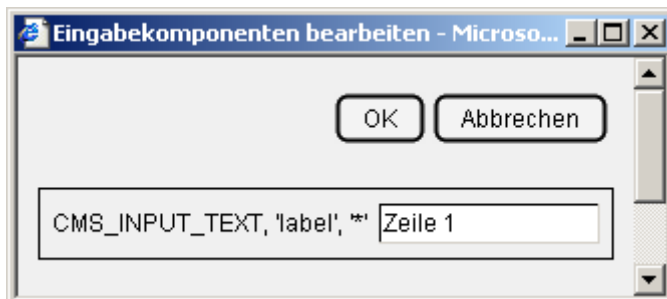 Eingabekomponenten bearbeiten - Microso...
OK Abbrechen
CMS_INPUT_TEXT, 'label', '*' Zeile 1